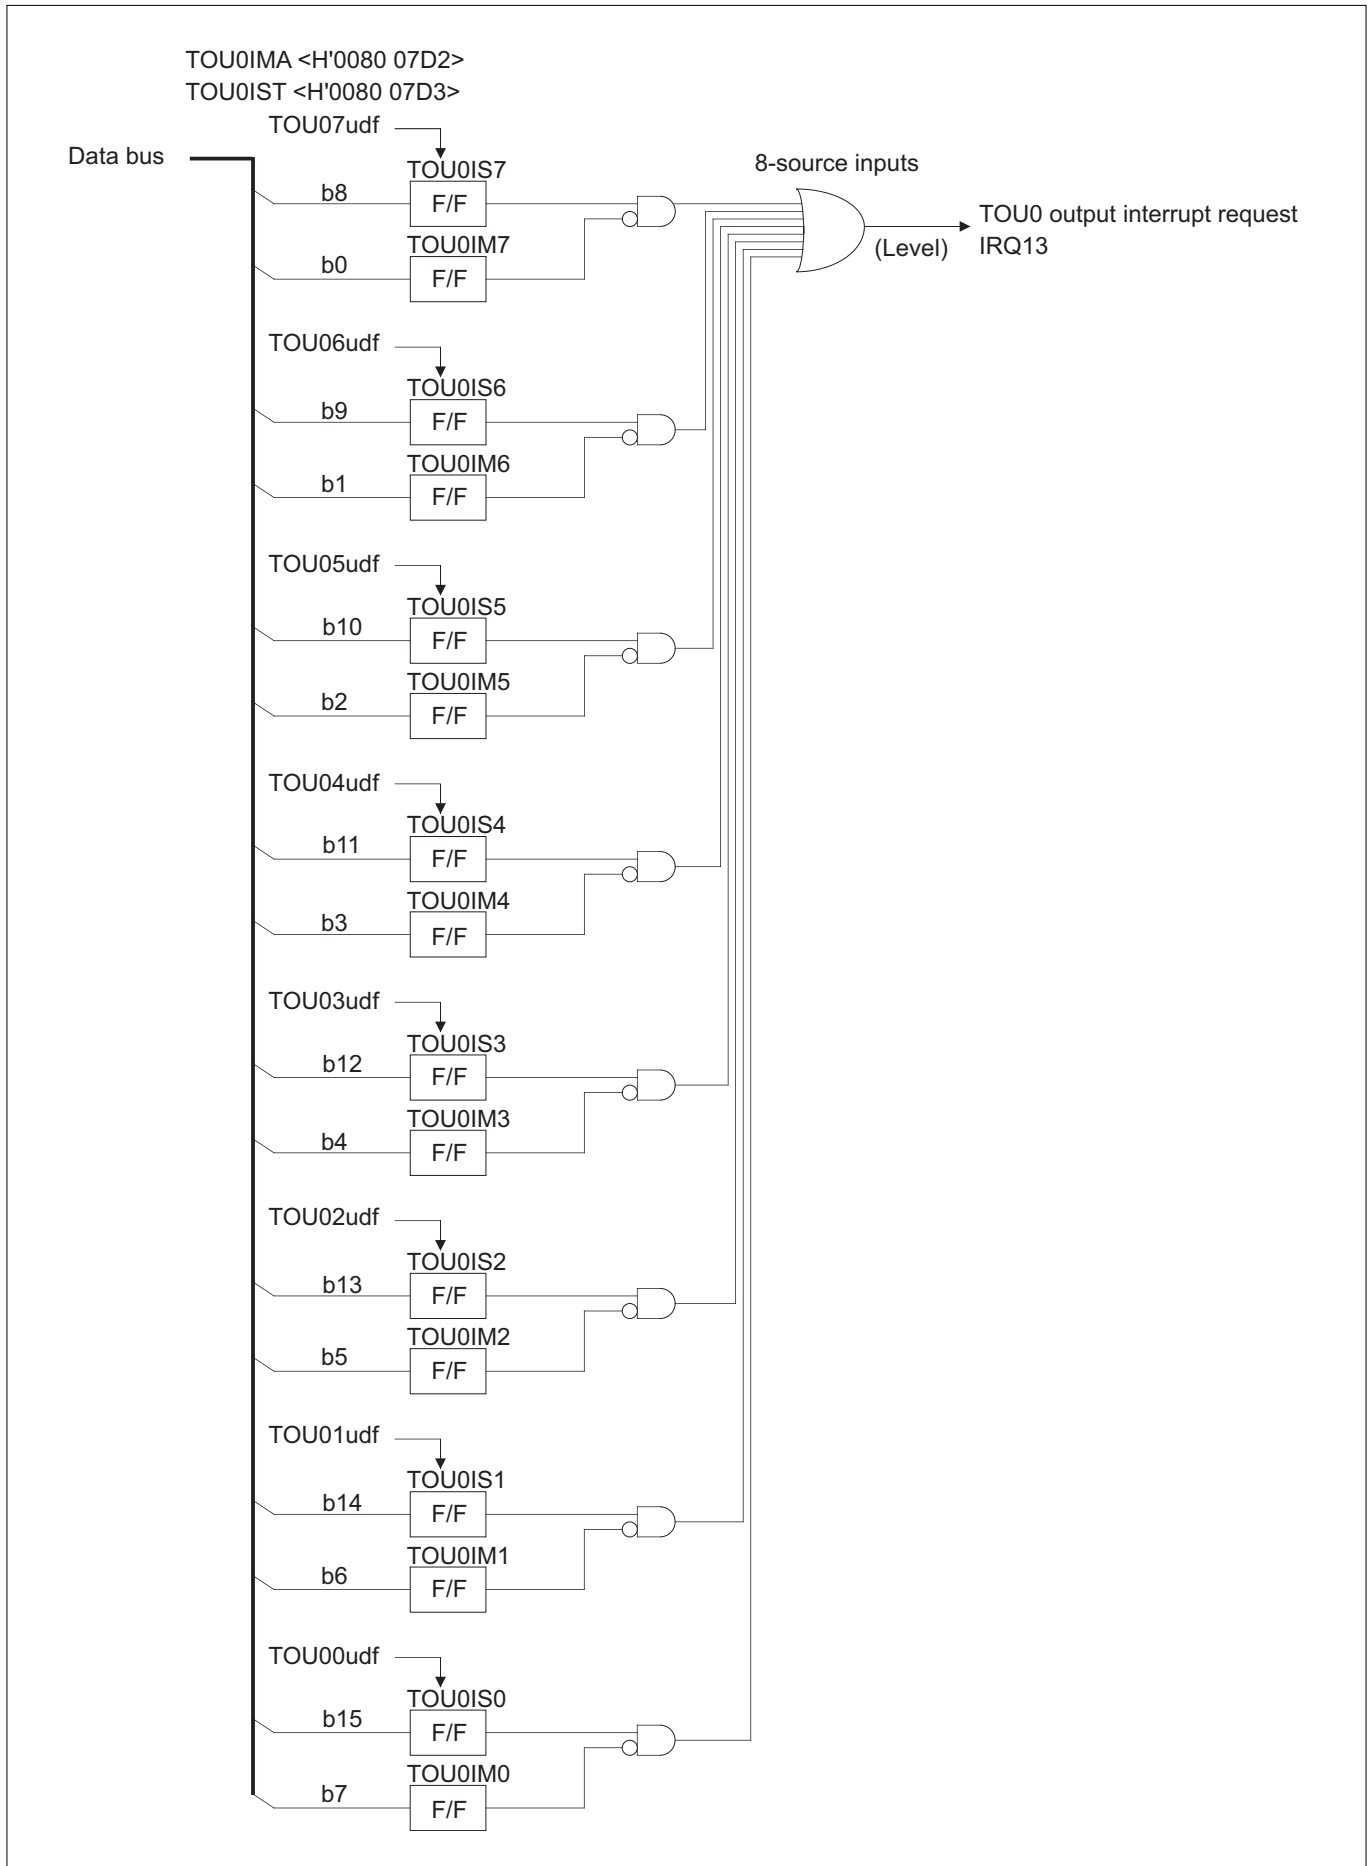 TOU0IMA <H'0080 07D2>
TOU0IST <H'0080 07D3>
TOU07udf
Data bus
TOU0IS7
8-source inputs
b8
F/F
TOU0 output interrupt request
(Level)
IRQ13
TOU0IM7
b0
F/F
TOU06udf
TOU0IS6
b9
F/F
TOU0IM6
b1
F/F
TOU05udf
TOU0IS5
b10
F/F
TOU0IM5
b2
F/F
TOU04udf
TOU0IS4
b11
F/F
TOU0IM4
b3
F/F
TOU03udf
TOU0IS3
b12
F/F
TOU0IM3
b4
F/F
TOU02udf
TOU0IS2
b13
F/F
TOU0IM2
b5
F/F
TOU01udf
TOU0IS1
b14
F/F
TOU0IM1
b6
F/F
TOU00udf
TOU0IS0
b15
F/F
TOU0IM0
b7
F/F